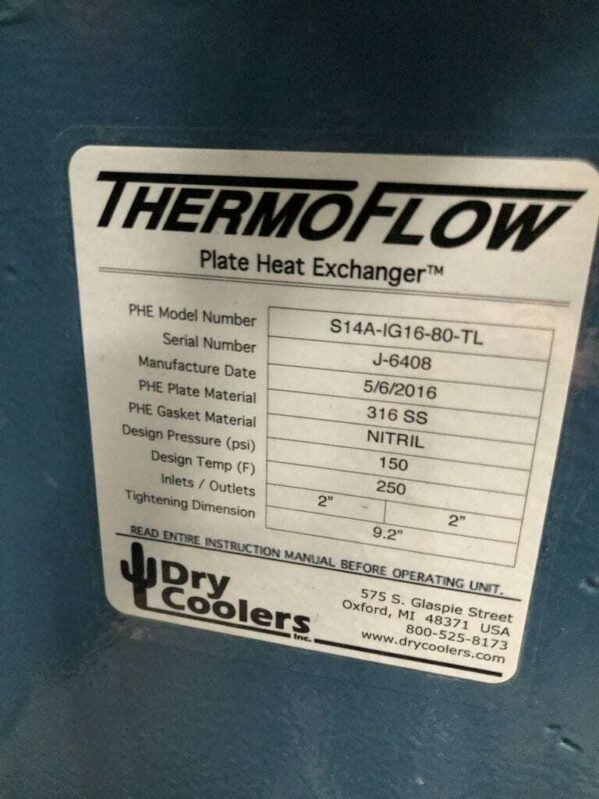 THERMOFLOW
Plate Heat Exchanger™
PHE Model Number S14A-IG16-80-TL
Serial Number J-6408
Manufacture Date 5/6/2016
PHE Plate Material 316 SS
PHE Gasket Material NITRIL
Design Pressure (psi) 150
Design Temp (F) 250
Inlets / Outlets 2" 2"
Tightening Dimension 9.2"
READ ENTIRE INSTRUCTION MANUAL BEFORE OPERATING UNIT.
Dry
Coolers
Inc.
575 S. Glaspie Street
Oxford, MI 48371 USA
800-525-8173
www.drycoolers.com